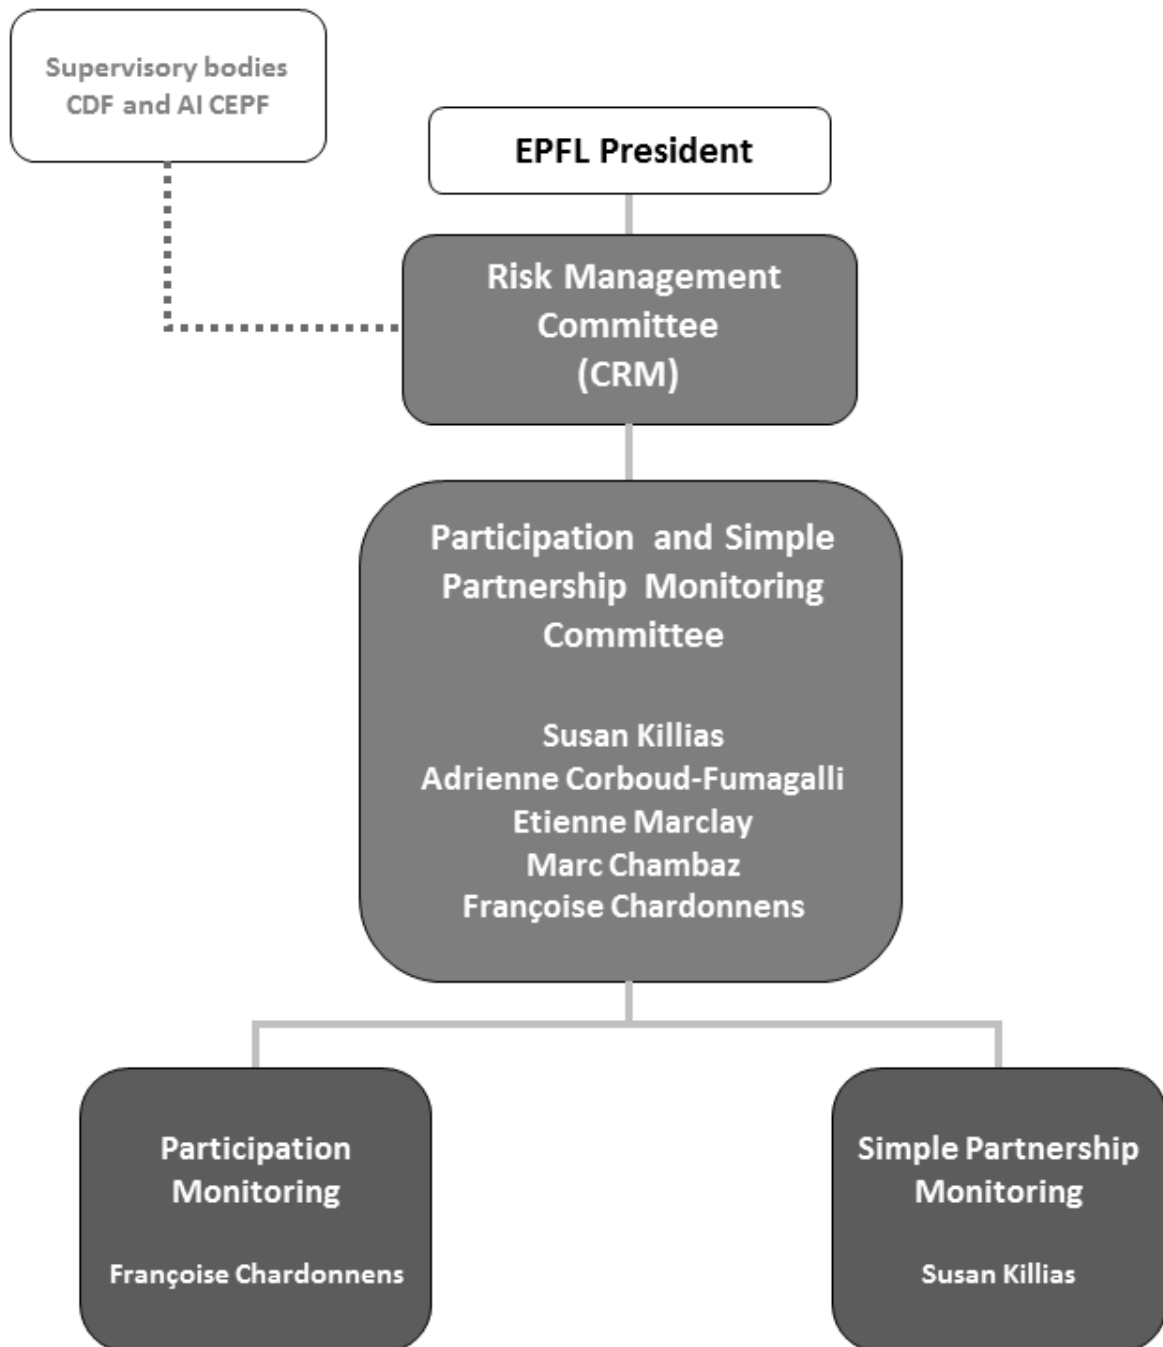 Supervisory bodies
CDF and AI CEPF
EPFL President
Risk Management
Committee
(CRM)
Participation and Simple
Partnership Monitoring
Committee
Susan Killias
Adrienne Corboud-Fumagalli
Etienne Marclay
Marc Chambaz
Françoise Chardonnens
Participation
Monitoring
Françoise Chardonnens
Simple Partnership
Monitoring
Susan Killias